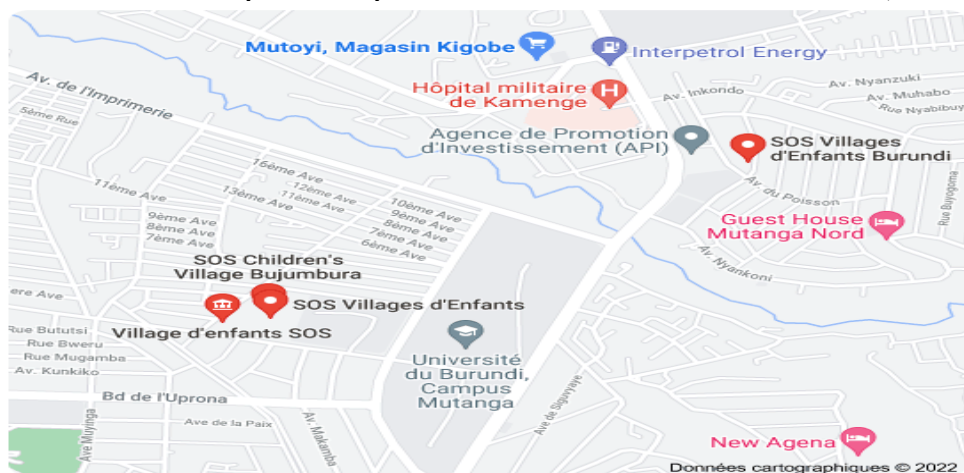 Mutoyi, Magasin Kigobe
Interpetrol Energy
Av. de l'Imprimerie
Hôpital militaire
de Kamenge
Av. Nyanzuki
Av. Inkondo
Av. Muhabo
Rue Nyabibuy
5ème Rue
Agence de Promotion
d'Investissement (API)
SOS Villages
d'Enfants Burundi
16ème Ave
11ème Ave
13ème Ave
12ème Ave
11ème Ave
10ème Ave
9ème Ave
8ème Ave
7ème Ave
6ème Ave
9ème Ave
8ème Ave
7ème Ave
Av. du Poisson
Rue Buyogoma
Guest House
Mutanga Nord
Av. Nyankoni
SOS Children's
Village Bujumbura
ere Ave
SOS Villages d'Enfants
Village d'enfants SOS
Rue Bututsi
Rue Bweru
Rue Mugamba
Av. Kunkiko
Université
du Burundi,
Campus
Mutanga
Bd de l'Uprona
Ave Muyinga
Ave de la Paix
Av. Makamba
Ave de
New Agena
Données cartographiques © 2022